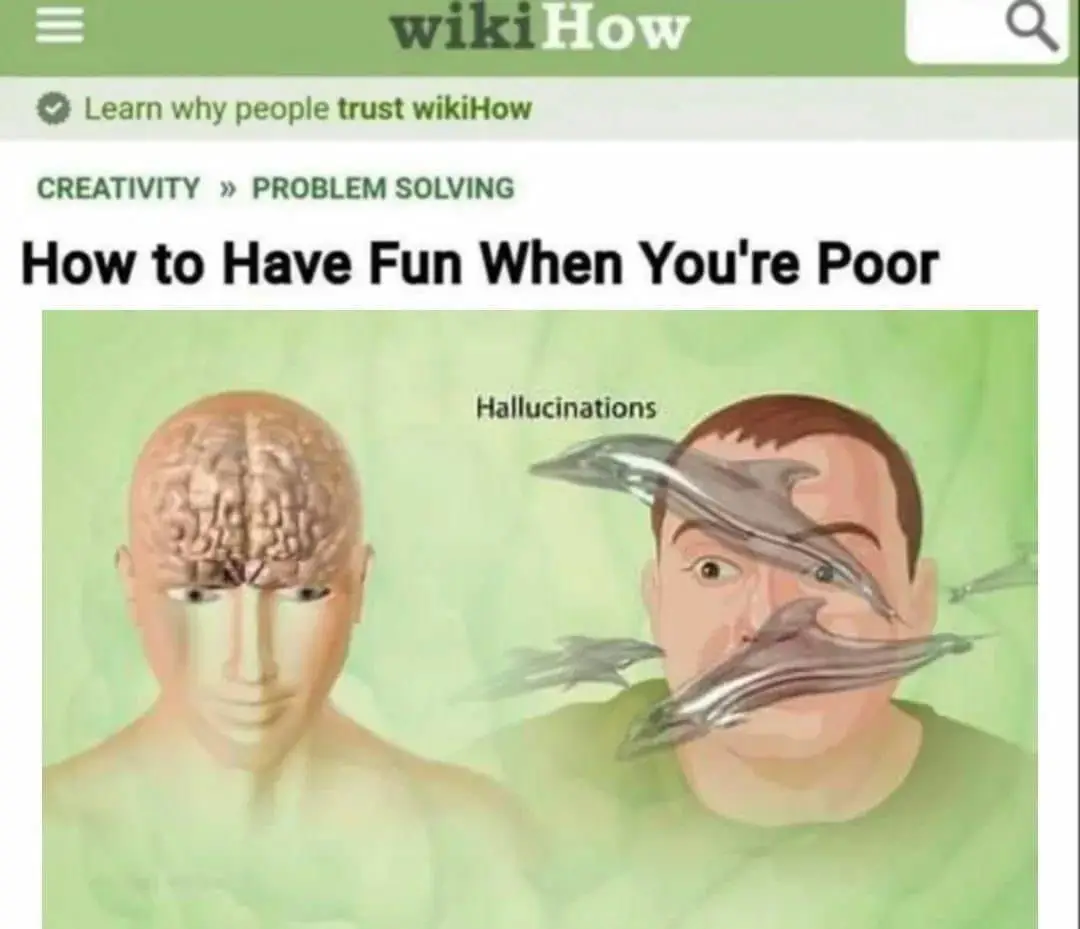 wikiHow
Learn why people trust wikiHow
CREATIVITY » PROBLEM SOLVING
How to Have Fun When You're Poor
Hallucinations